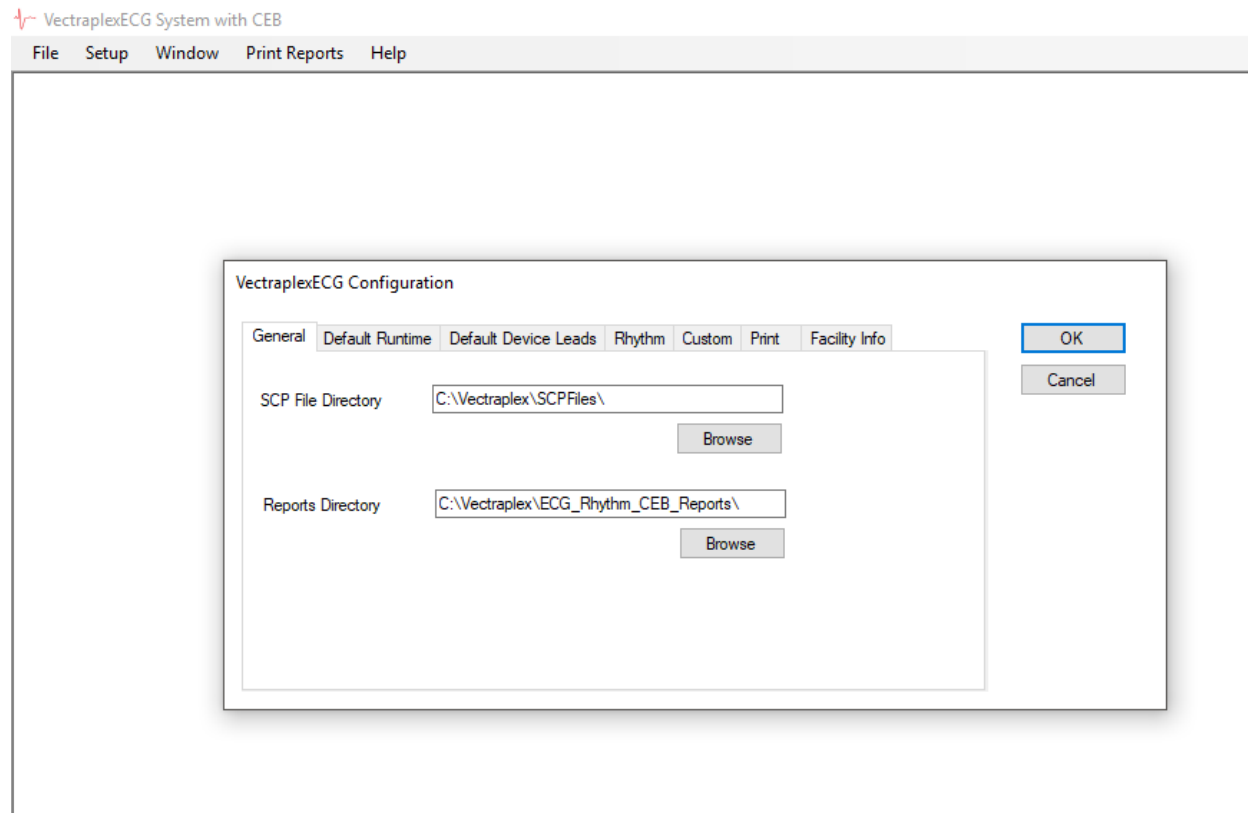 VectraplexECG System with CEB
File Setup Window Print Reports Help
VectraplexECG Configuration
General Default Runtime Default Device Leads Rhythm Custom Print Facility Info
OK
Cancel
SCP File Directory C:\Vectraplex\SCPFiles\
Browse
Reports Directory C:\Vectraplex\ECG_Rhythm_CEB_Reports\
Browse